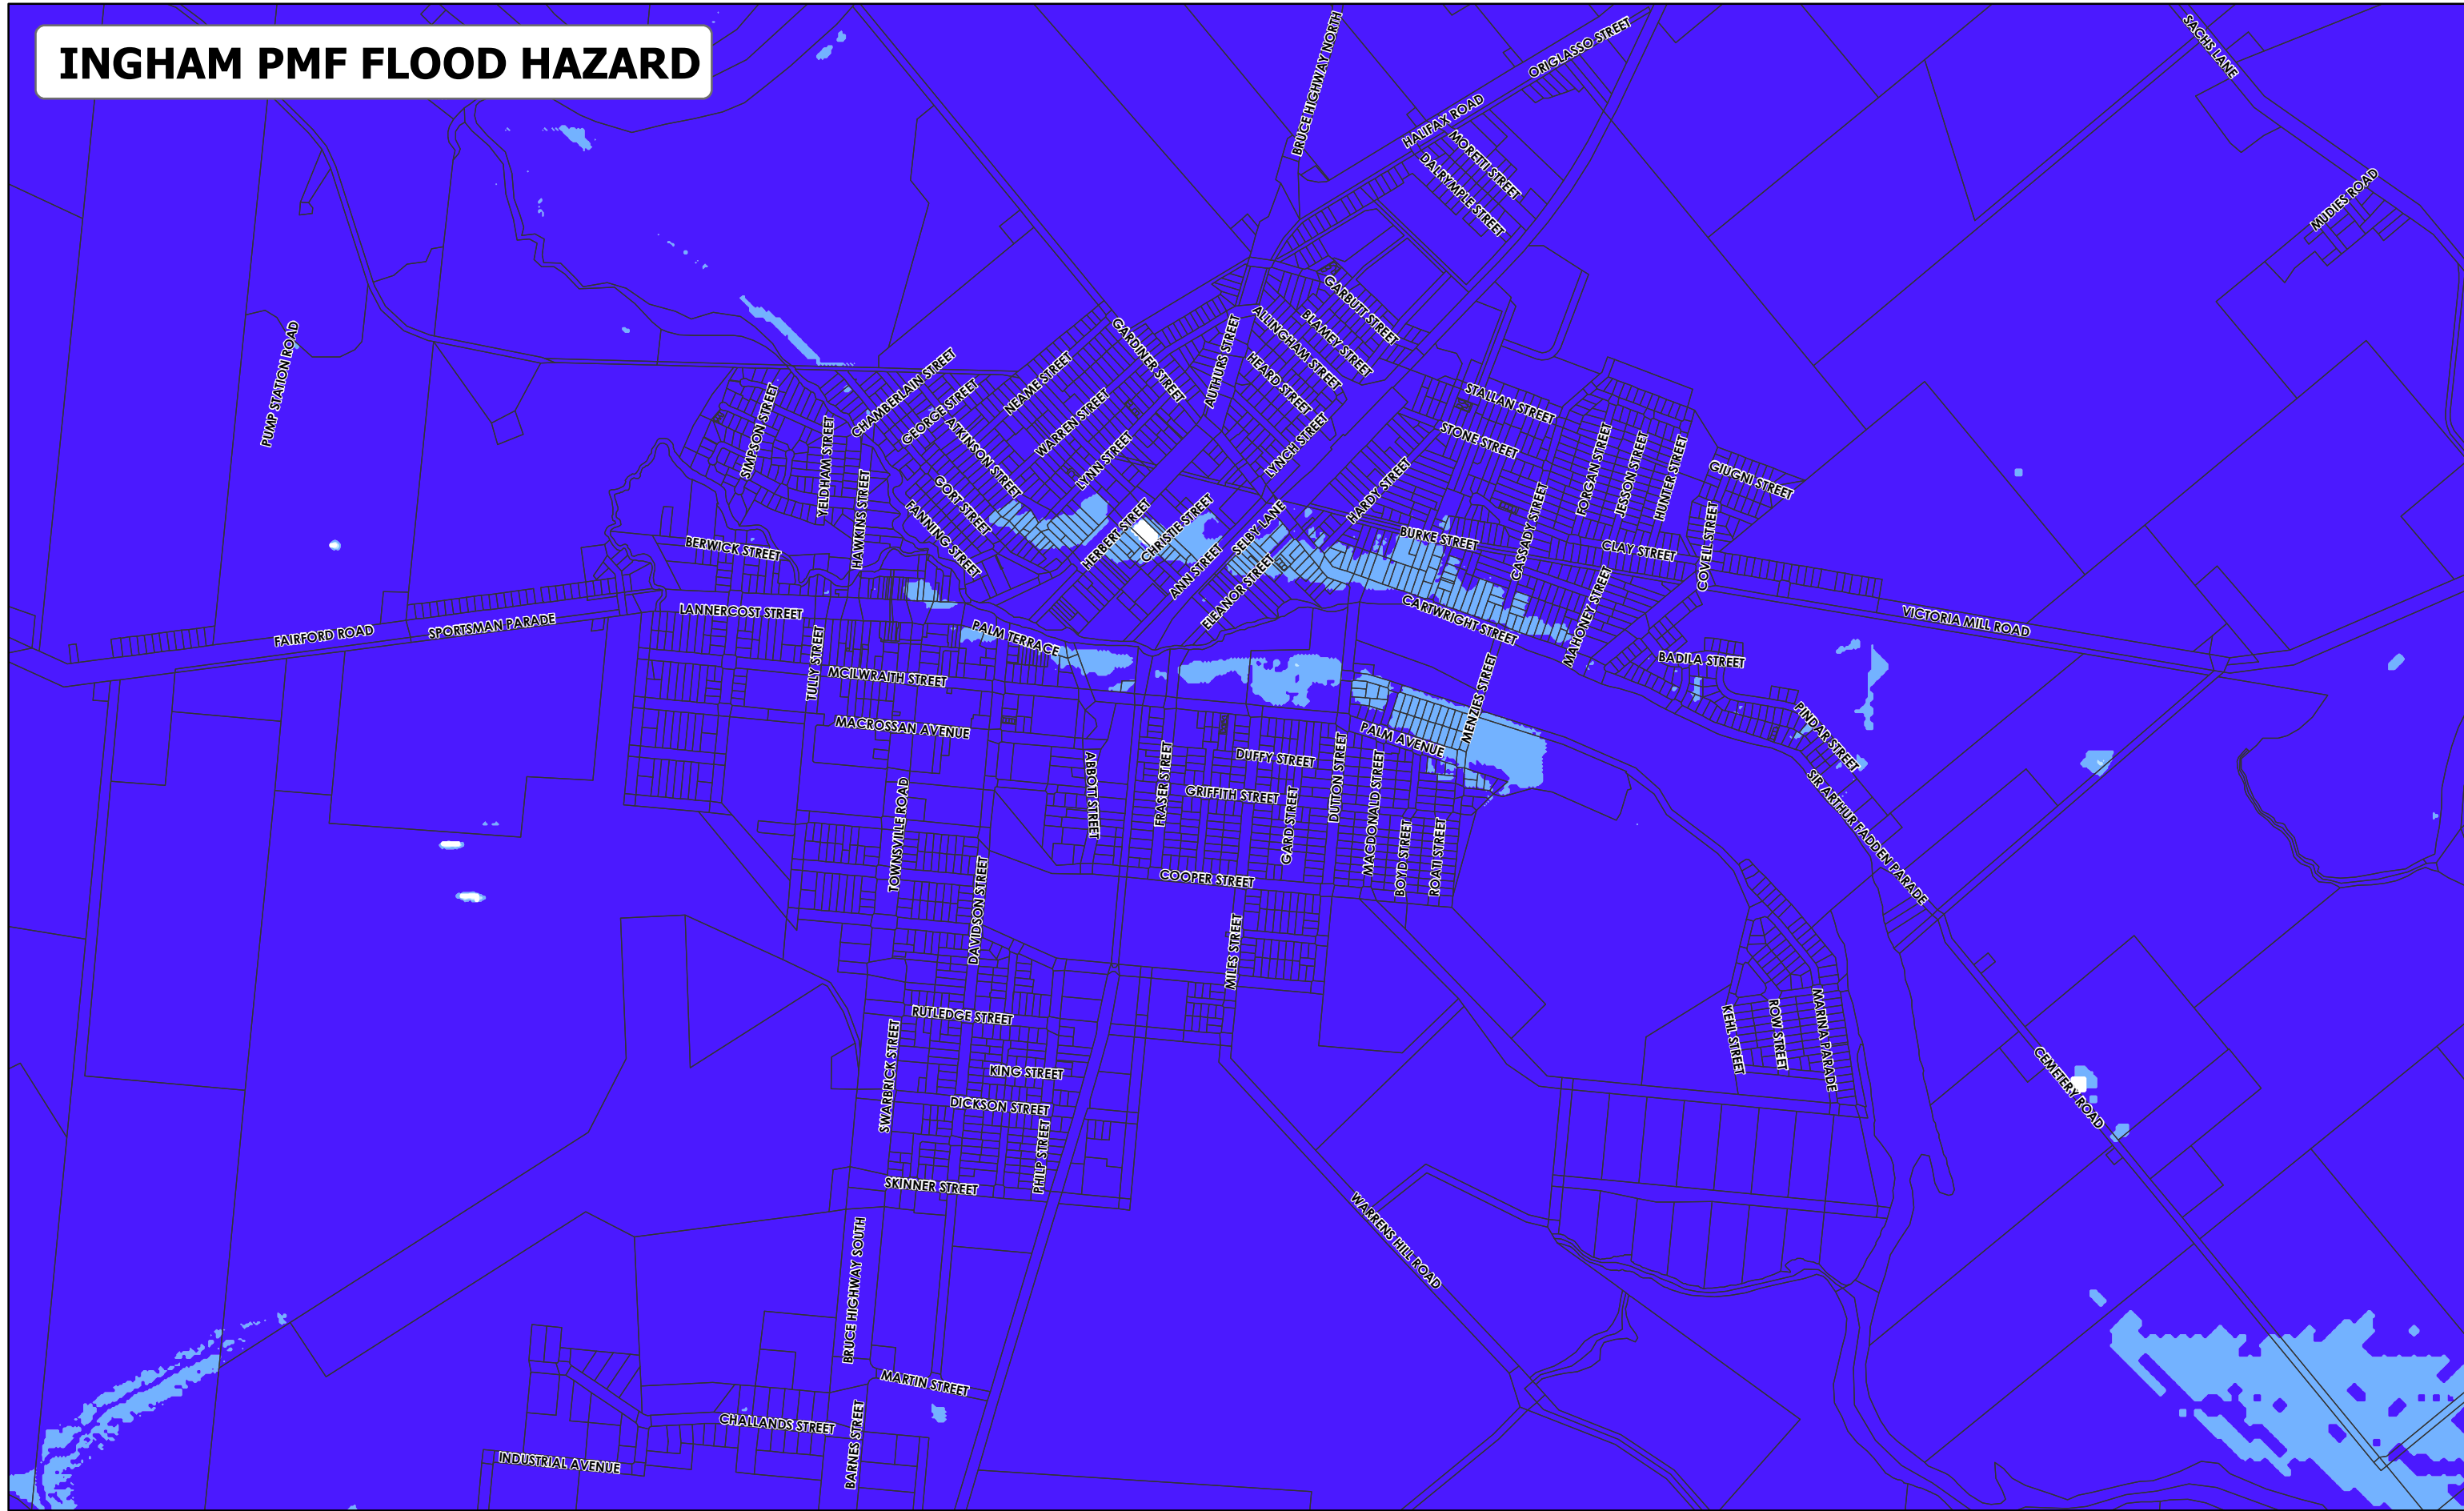 INGHAM PMF FLOOD HAZARD
BRUCE HIGHWAY NORTH
ORIGLASSO STREET
SACHS LANE
HALIFAX ROAD
MORETTI STREET
DALRYMPLE STREET
MUDIES ROAD
GARBUTT STREET
ALLINGHAM STREET
BLAMEY STREET
GARDINER STREET
AUTHURS STREET
HEARD STREET
PUMP STATION ROAD
CHAMBERLAIN STREET
GEORGE STREET
NEAME STREET
WARREN STREET
ATKINSON STREET
LYNN STREET
LYNCH STREET
SIMPSON STREET
YELDHAM STREET
HAWKINS STREET
STALLAN STREET
STONE STREET
FORGAN STREET
JESSON STREET
HUNTER STREET
GIUGNI STREET
GORT STREET
FANNING STREET
HERBERT STREET
CHRISTIE STREET
SELBY LANE
HARDY STREET
BURKE STREET
CASSADY STREET
CLAY STREET
COVELL STREET
BERWICK STREET
ANN STREET
ELEANOR STREET
CARTWRIGHT STREET
MAHONEY STREET
VICTORIA MILL ROAD
LANNERCOST STREET
FAIRFORD ROAD
SPORTSMAN PARADE
PALM TERRACE
TULLY STREET
MCILWRAITH STREET
MENZIES STREET
BADILA STREET
MACROSSAN AVENUE
PALM AVENUE
PINDAR STREET
ABBOTT STREET
FRASER STREET
DUFFY STREET
DUTTON STREET
MACDONALD STREET
GRIFFITH STREET
GARD STREET
BOYD STREET
ROATI STREET
TOWNSVILLE ROAD
SIR ARTHUR FADDEN PARADE
DAVIDSON STREET
COOPER STREET
MILES STREET
KEHL STREET
ROW STREET
MARINA PARADE
RUTLEDGE STREET
SWARBRICK STREET
KING STREET
DICKSON STREET
CEMETERY ROAD
PHILP STREET
SKINNER STREET
WARRENS HILL ROAD
BRUCE HIGHWAY SOUTH
MARTIN STREET
CHALLANDS STREET
BARNES STREET
INDUSTRIAL AVENUE